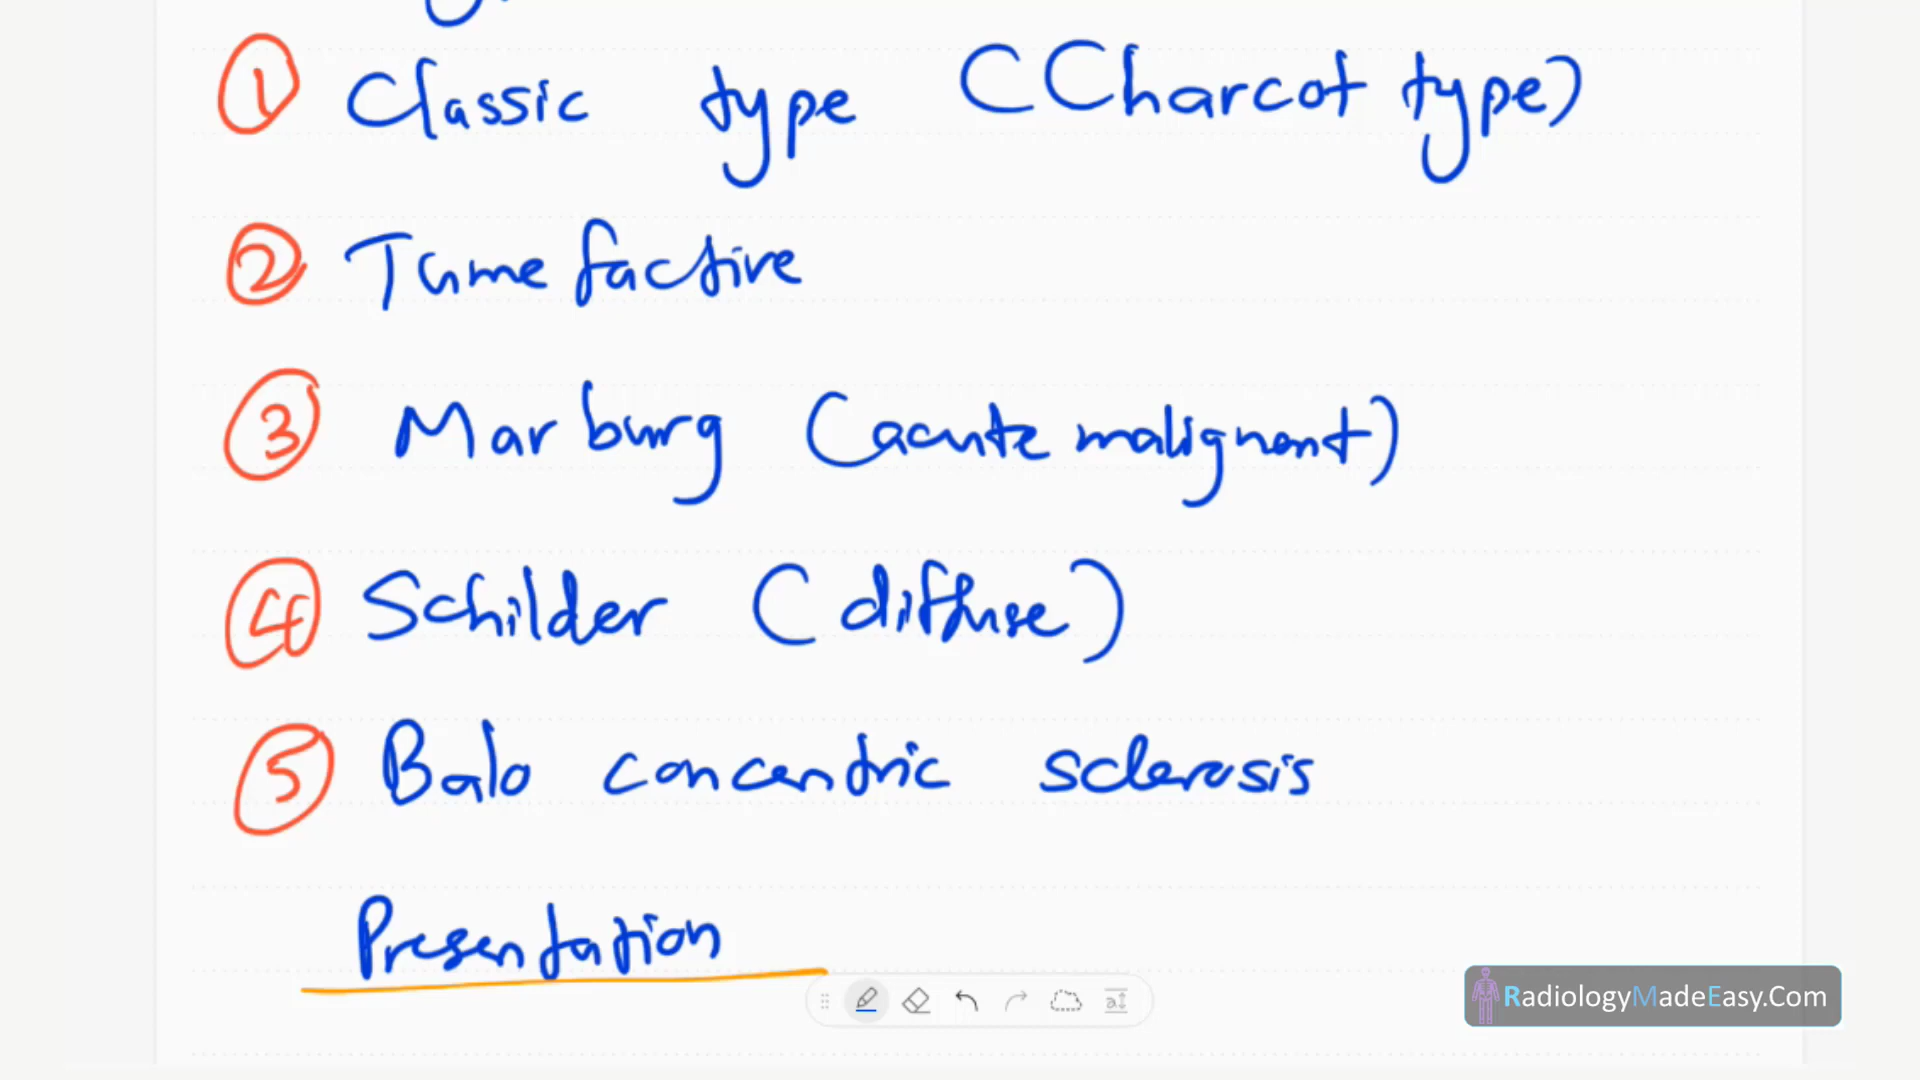 ① Classic type (Charcot type)
② Tumefactive
③ Marburg (acute malignant)
④ Schilder (diffuse)
⑤ Balo concentric sclerosis
Presentation
RadiologyMadeEasy.Com